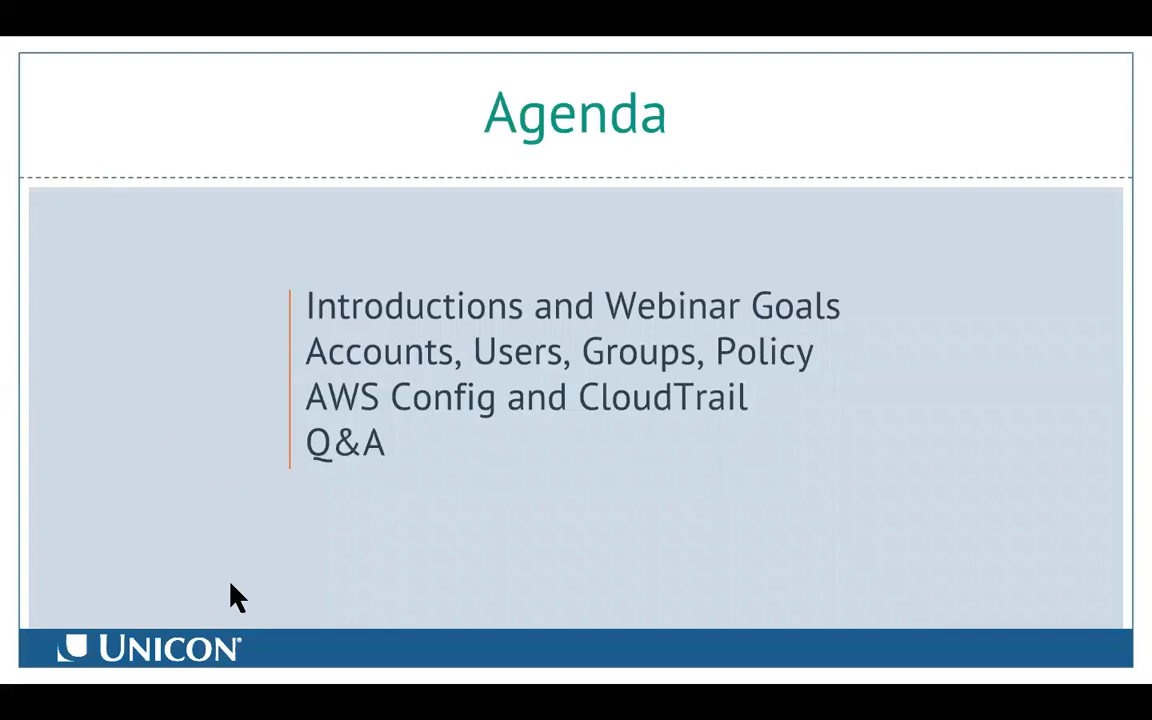 Agenda
Introductions and Webinar Goals
Accounts, Users, Groups, Policy
AWS Config and CloudTrail
Q&A
UNICON®